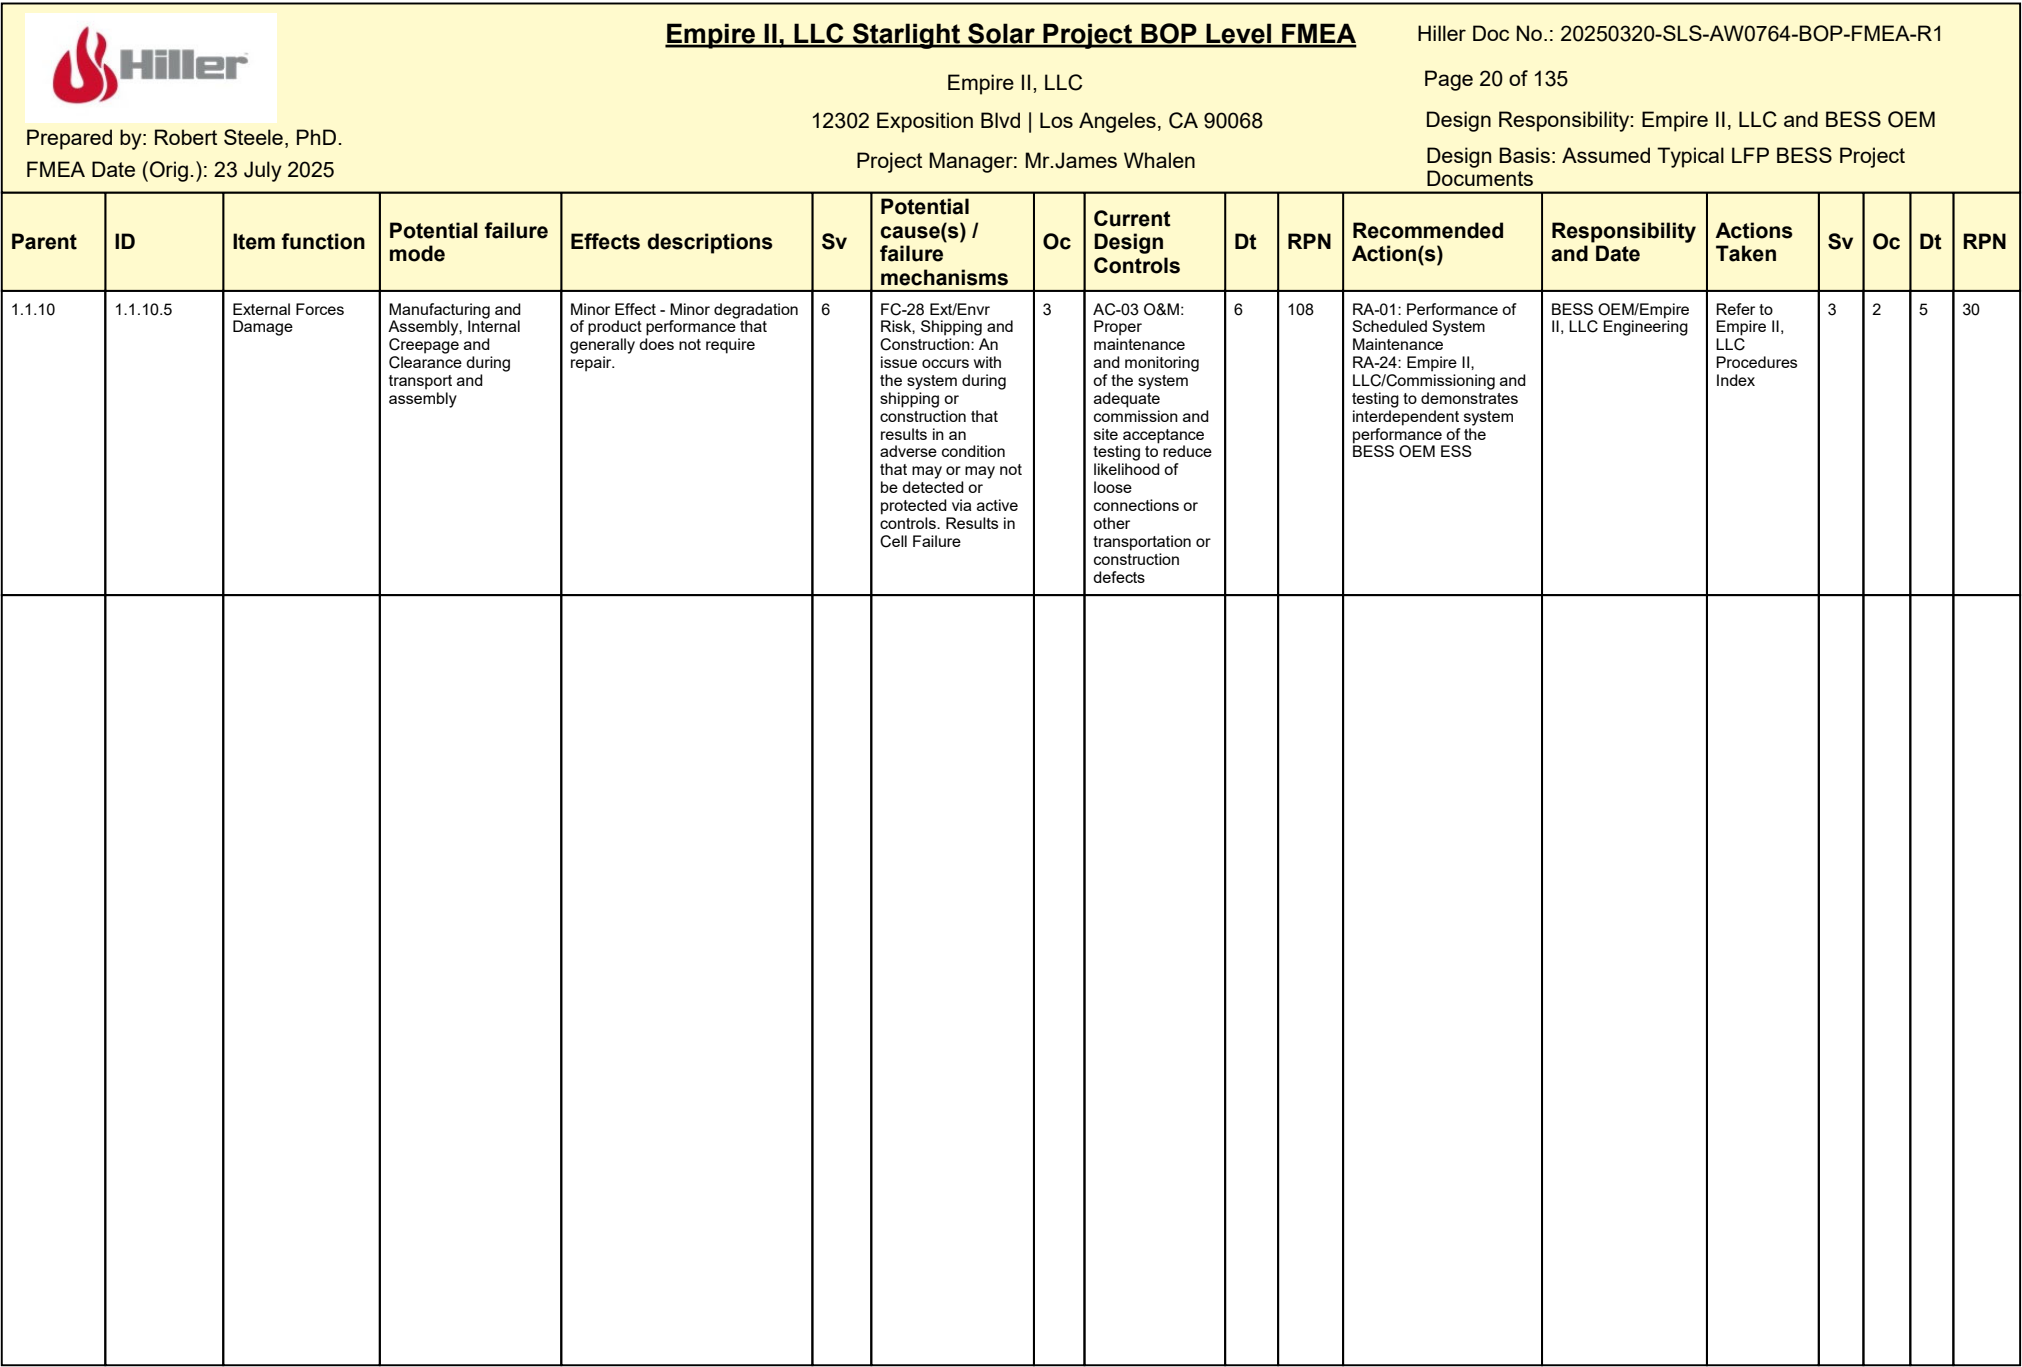 Hiller
Prepared by: Robert Steele, PhD.
FMEA Date (Orig.): 23 July 2025
Empire II, LLC Starlight Solar Project BOP Level FMEA
Empire II, LLC
12302 Exposition Blvd | Los Angeles, CA 90068
Project Manager: Mr.James Whalen
Hiller Doc No.: 20250320-SLS-AW0764-BOP-FMEA-R1
Page 20 of 135
Design Responsibility: Empire II, LLC and BESS OEM
Design Basis: Assumed Typical LFP BESS Project
Documents
Parent
ID
Item function
Potential failure
mode
Effects descriptions
Sv
Potential
cause(s) /
failure
mechanisms
Oc
Current
Design
Controls
Dt
RPN
Recommended
Action(s)
Responsibility
and Date
Actions
Taken
Sv
Oc
Dt
RPN
1.1.10
1.1.10.5
External Forces
Damage
Manufacturing and
Assembly, Internal
Creepage and
Clearance during
transport and
assembly
Minor Effect - Minor degradation
of product performance that
generally does not require
repair.
6
FC-28 Ext/Envr
Risk, Shipping and
Construction: An
issue occurs with
the system during
shipping or
construction that
results in an
adverse condition
that may or may not
be detected or
protected via active
controls. Results in
Cell Failure
3
AC-03 O&M:
Proper
maintenance
and monitoring
of the system
adequate
commission and
site acceptance
testing to reduce
likelihood of
loose
connections or
other
transportation or
construction
defects
6
108
RA-01: Performance of
Scheduled System
Maintenance
RA-24: Empire II,
LLC/Commissioning and
testing to demonstrates
interdependent system
performance of the
BESS OEM ESS
BESS OEM/Empire
II, LLC Engineering
Refer to
Empire II,
LLC
Procedures
Index
3
2
5
30